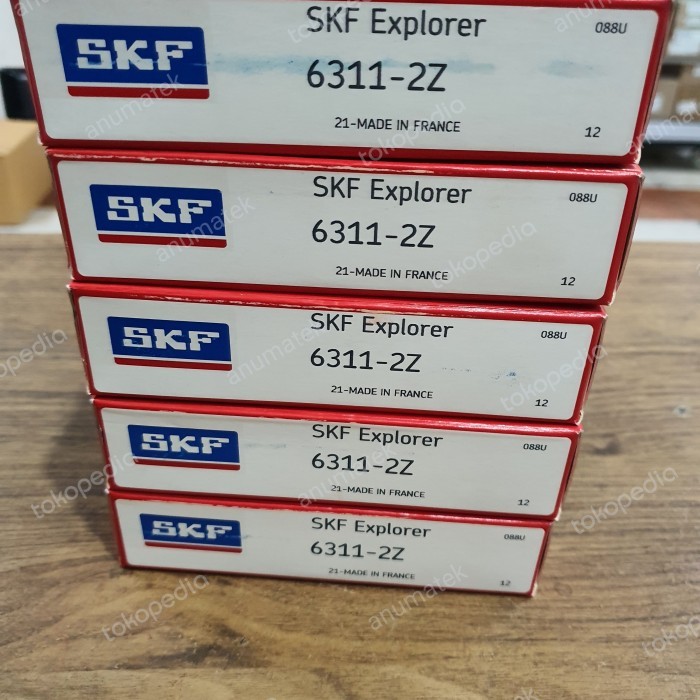 SKF
SKF Explorer
088U
6311-2Z
21-MADE IN FRANCE
12
SKF
SKF Explorer
088U
6311-2Z
21-MADE IN FRANCE
12
SKF
SKF Explorer
088U
6311-2Z
21-MADE IN FRANCE
12
SKF
SKF Explorer
088U
6311-2Z
21-MADE IN FRANCE
12
SKF
SKF Explorer
088U
6311-2Z
21-MADE IN FRANCE
12
tokopedia
anumatek